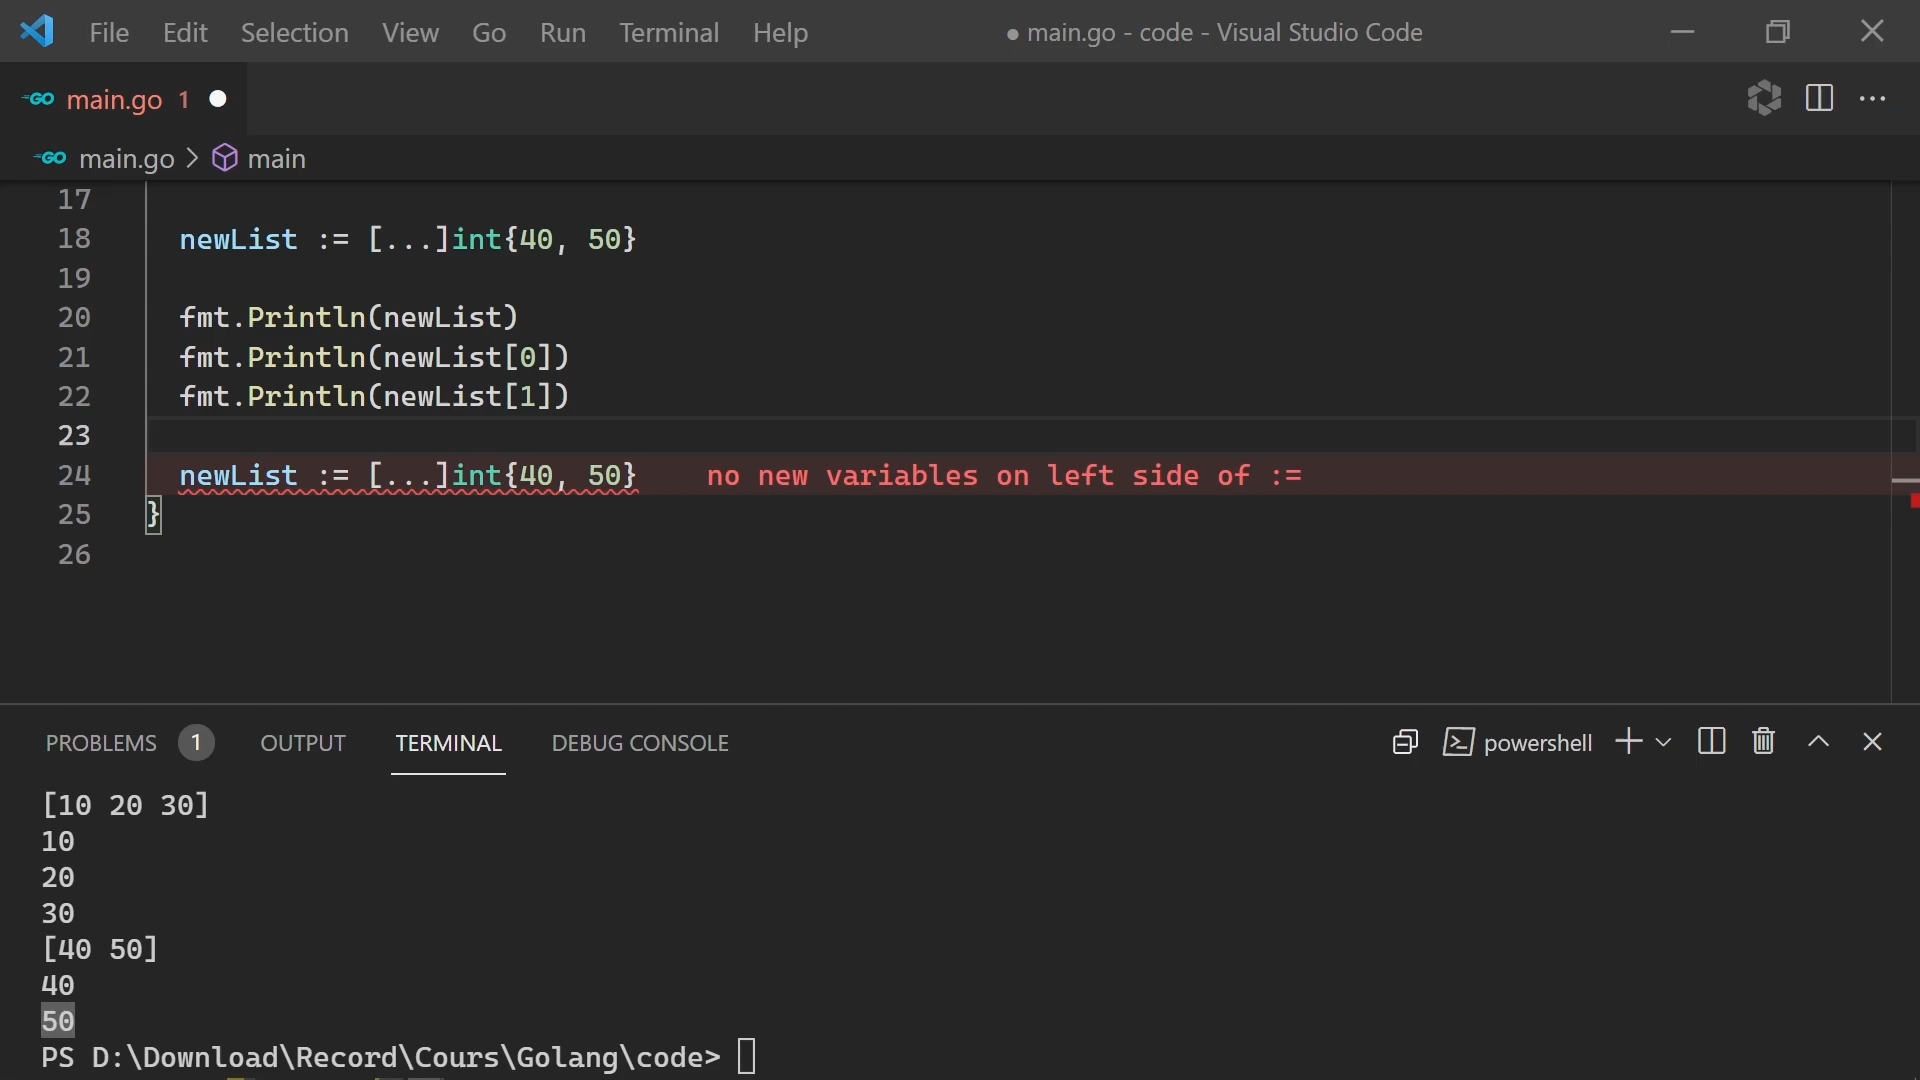 File Edit Selection View Go Run Terminal Help ● main.go - code - Visual Studio Code
GO main.go 1 ●
GO main.go > main
17
18 newList := [...]int{40, 50}
19
20 fmt.Println(newList)
21 fmt.Println(newList[0])
22 fmt.Println(newList[1])
23
24 newList := [...]int{40, 50} no new variables on left side of :=
25 }
26
PROBLEMS 1 OUTPUT TERMINAL DEBUG CONSOLE powershell
[10 20 30]
10
20
30
[40 50]
40
50
PS D:\Download\Record\Cours\Golang\code>